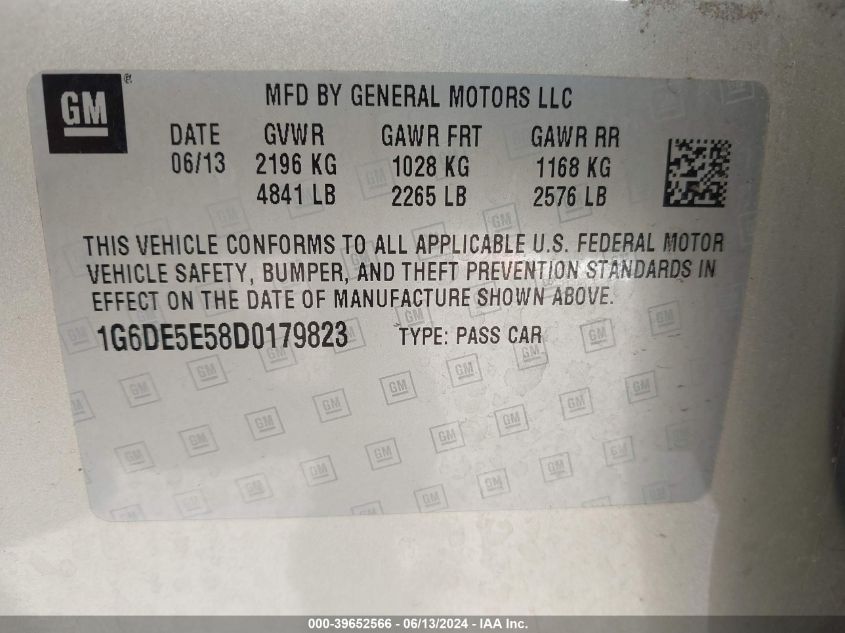 GM
MFD BY GENERAL MOTORS LLC
DATE GVWR GAWR FRT GAWR RR
06/13 2196 KG 1028 KG 1168 KG
4841 LB 2265 LB 2576 LB
THIS VEHICLE CONFORMS TO ALL APPLICABLE U.S. FEDERAL MOTOR
VEHICLE SAFETY, BUMPER, AND THEFT PREVENTION STANDARDS IN
EFFECT ON THE DATE OF MANUFACTURE SHOWN ABOVE.
1G6DE5E58D0179823 TYPE: PASS CAR
000-39652566 - 06/13/2024 - IAA Inc.